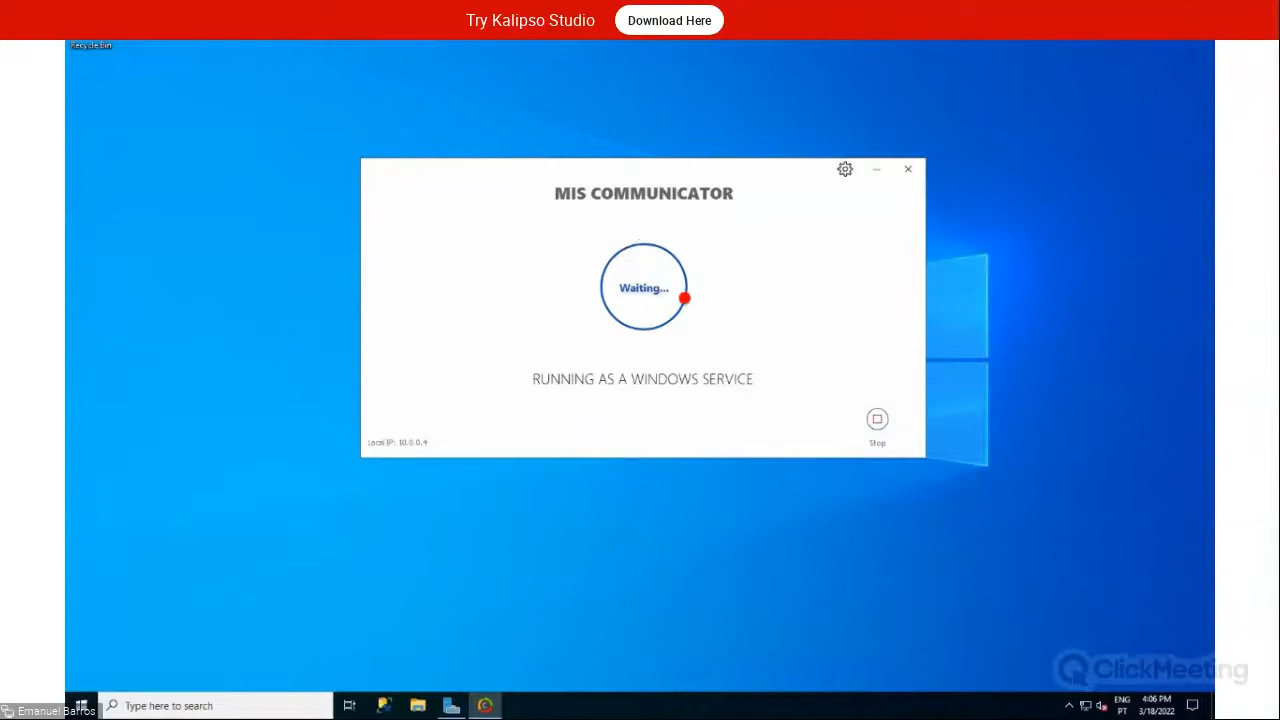 Try Kalipso Studio
Download Here
Recycle Bin
MIS COMMUNICATOR
Waiting...
RUNNING AS A WINDOWS SERVICE
Local IP: 10.0.0.4
Stop
ClickMeeting
Emanuel Barros
Type here to search
ENG
PT
4:06 PM
3/18/2022